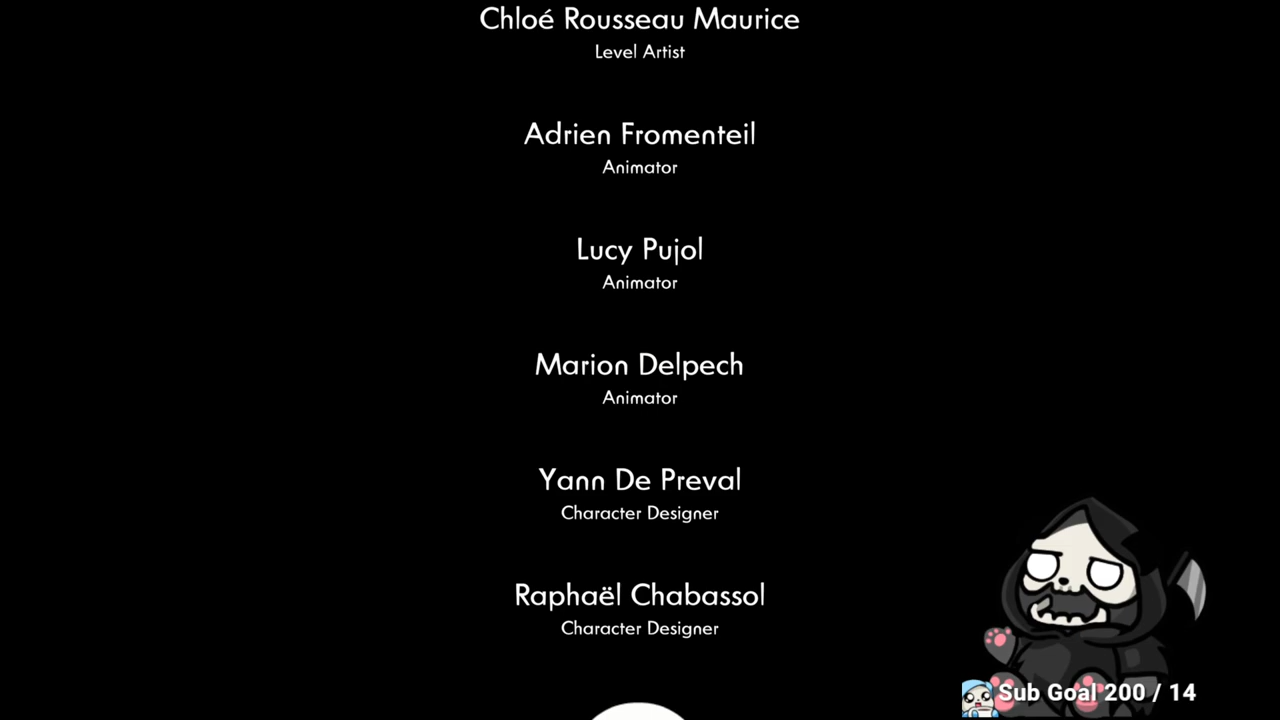 Chloé Rousseau Maurice
Level Artist
Adrien Fromenteil
Animator
Lucy Pujol
Animator
Marion Delpech
Animator
Yann De Preval
Character Designer
Raphaël Chabassol
Character Designer
Sub Goal 200 / 14